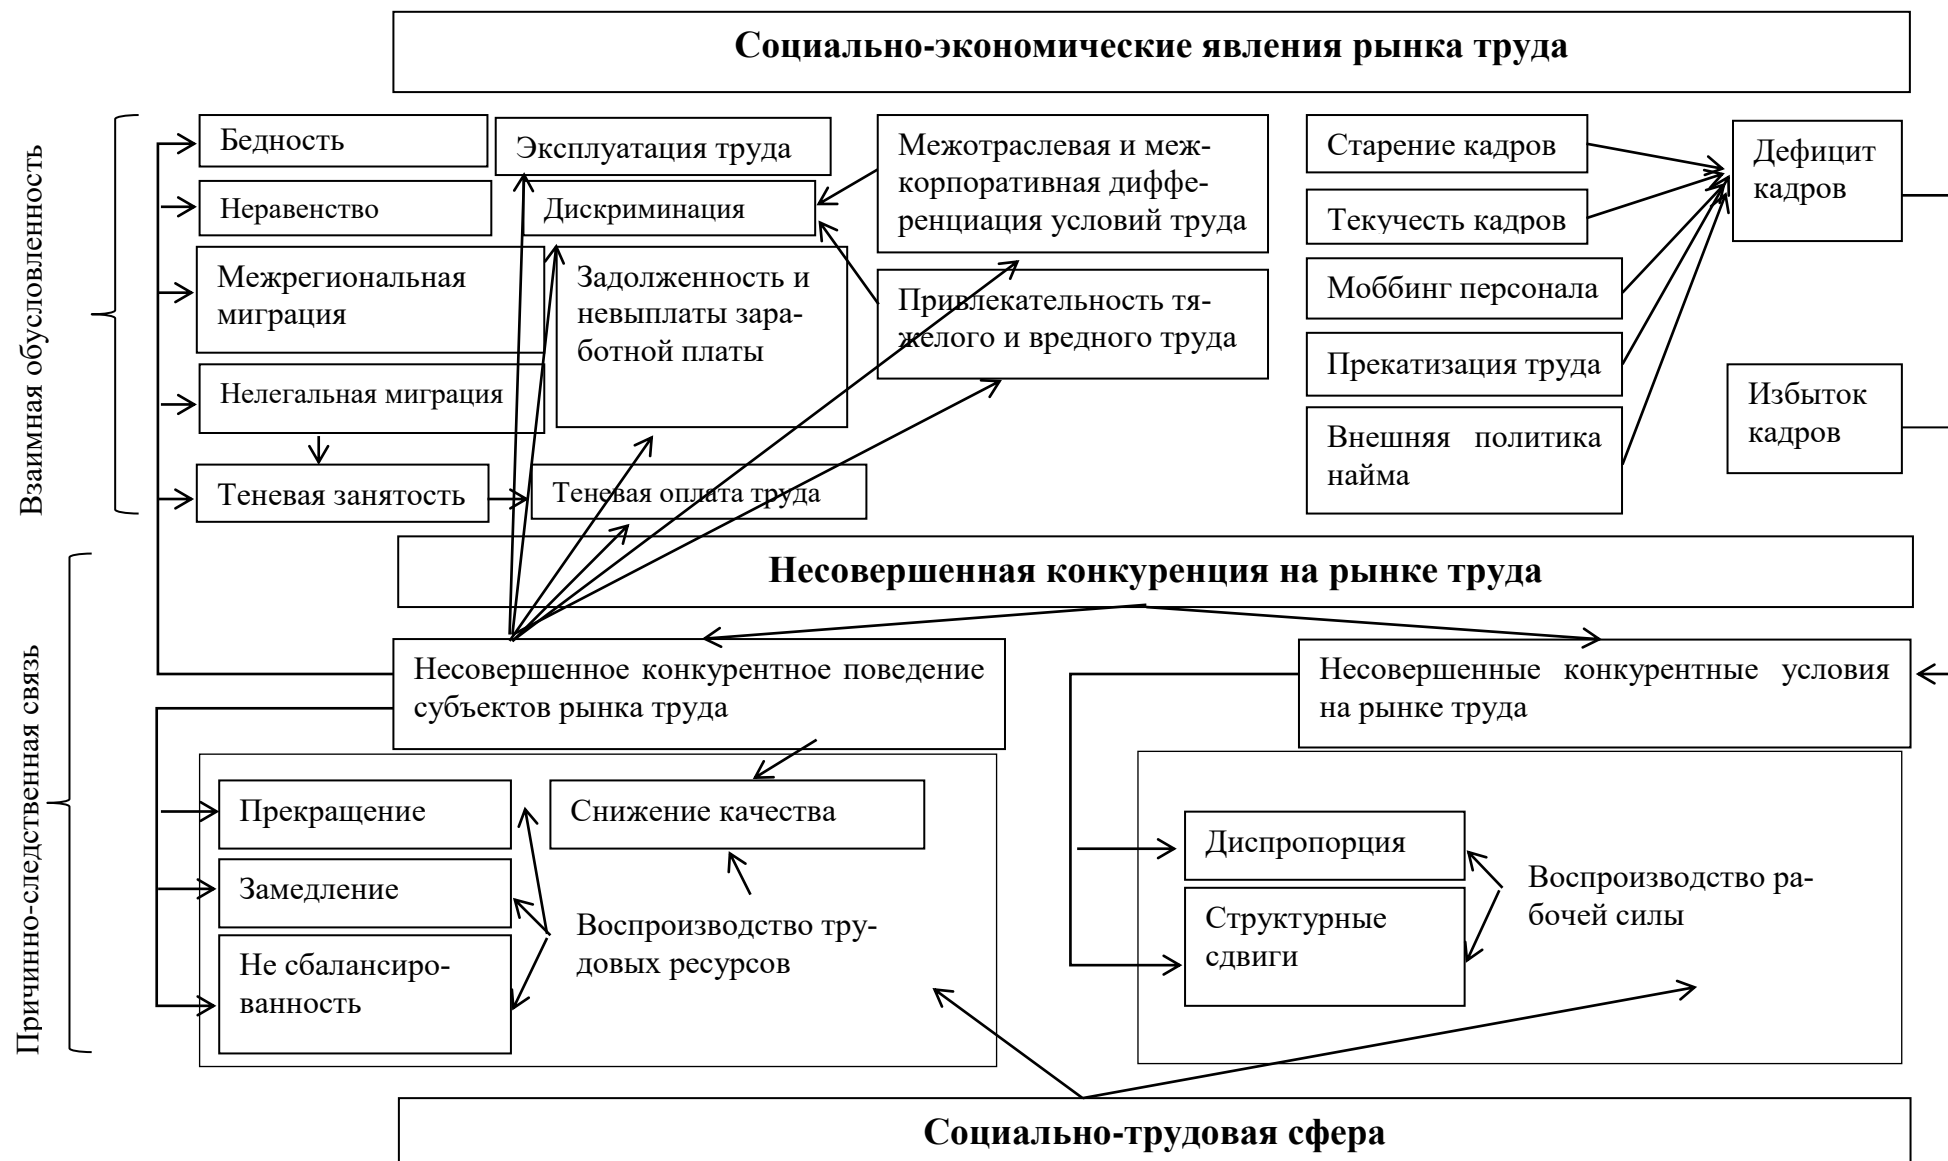 Социально-экономические явления рынка труда
Взаимная обусловленность
Бедность
Неравенство
Межрегиональная
миграция
Нелегальная миграция
Теневая занятость
Эксплуатация труда
Дискриминация
Задолженность и
невыплаты зара-
ботной платы
Теневая оплата труда
Межотраслевая и меж-
корпоративная диффе-
ренциация условий труда
Привлекательность тя-
желого и вредного труда
Старение кадров
Текучесть кадров
Моббинг персонала
Прекатизация труда
Внешняя политика
найма
Дефицит
кадров
Избыток
кадров
Несовершенная конкуренция на рынке труда
Причинно-следственная связь
Несовершенное конкурентное поведение
субъектов рынка труда
Несовершенные конкурентные условия
на рынке труда
Прекращение
Замедление
Не сбалансиро-
ванность
Снижение качества
Воспроизводство тру-
довых ресурсов
Диспропорция
Структурные
сдвиги
Воспроизводство ра-
бочей силы
Социально-трудовая сфера